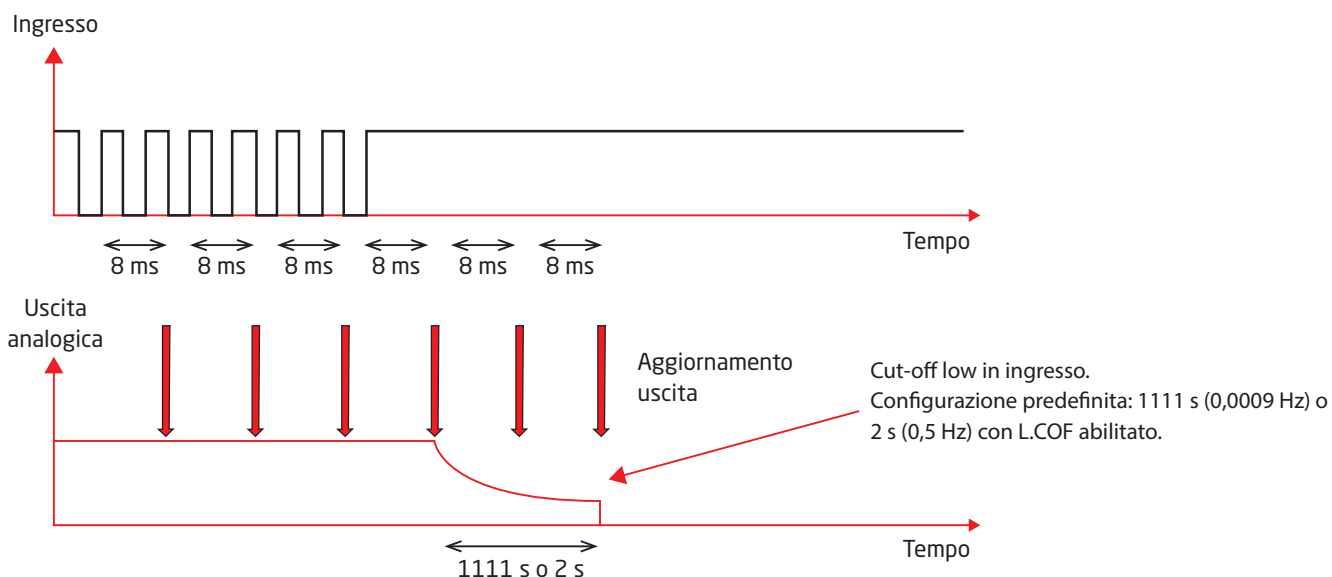 Ingresso
Tempo
8 ms 8 ms 8 ms 8 ms 8 ms 8 ms
Uscita
analogica
Aggiornamento
uscita
Cut-off low in ingresso.
Configurazione predefinita: 1111 s (0,0009 Hz) o
2 s (0,5 Hz) con L.COF abilitato.
Tempo
1111 s o 2 s